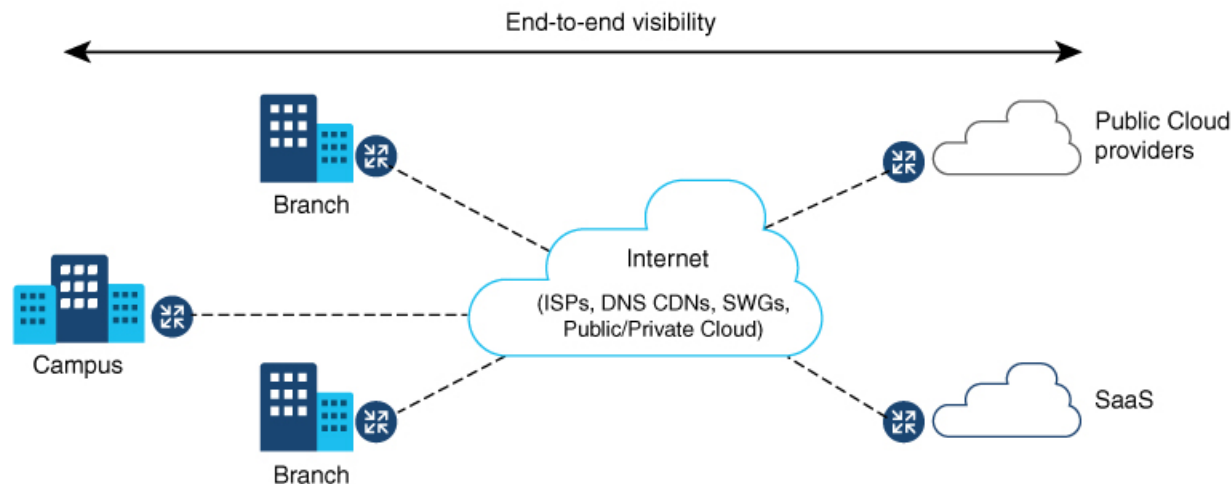 End-to-end visibility
Branch
Public Cloud
providers
Internet
(ISPs, DNS CDNs, SWGs,
Public/Private Cloud)
Campus
SaaS
Branch